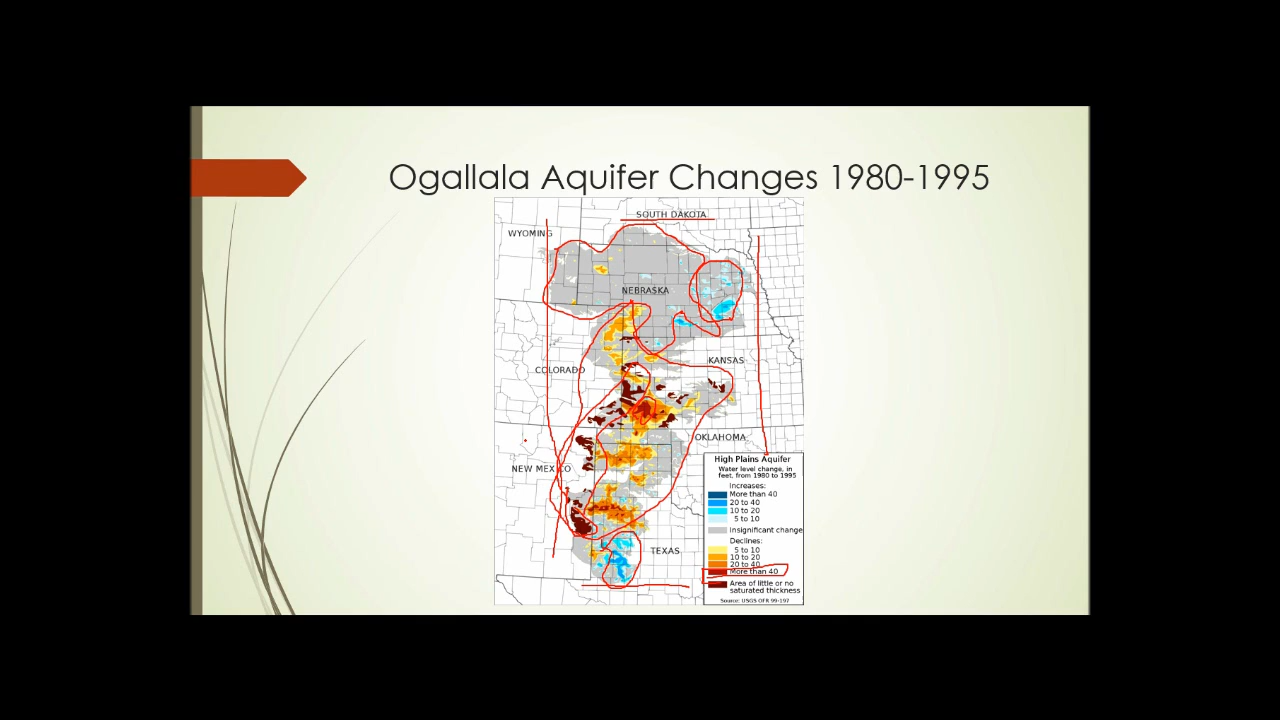 Ogallala Aquifer Changes 1980-1995
SOUTH DAKOTA
WYOMING
NEBRASKA
COLORADO
KANSAS
OKLAHOMA
NEW MEXICO
TEXAS
High Plains Aquifer
Water level change, in
feet, from 1980 to 1995
Increases:
More than 40
20 to 40
10 to 20
5 to 10
Insignificant change
Declines:
5 to 10
10 to 20
20 to 40
More than 40
Area of little or no
saturated thickness
Source: USGS OFR 99-197